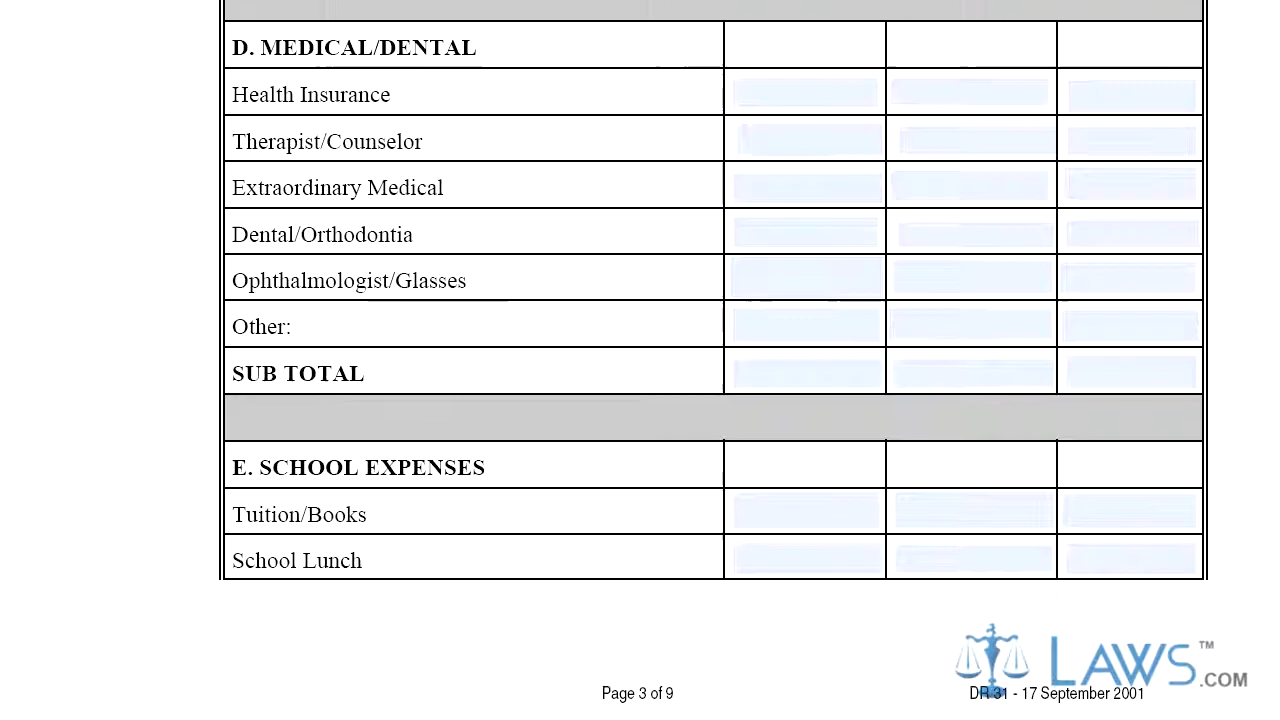 D. MEDICAL/DENTAL
Health Insurance
Therapist/Counselor
Extraordinary Medical
Dental/Orthodontia
Ophthalmologist/Glasses
Other:
SUB TOTAL
E. SCHOOL EXPENSES
Tuition/Books
School Lunch
LAWS.COM™
Page 3 of 9
DR 31 - 17 September 2001